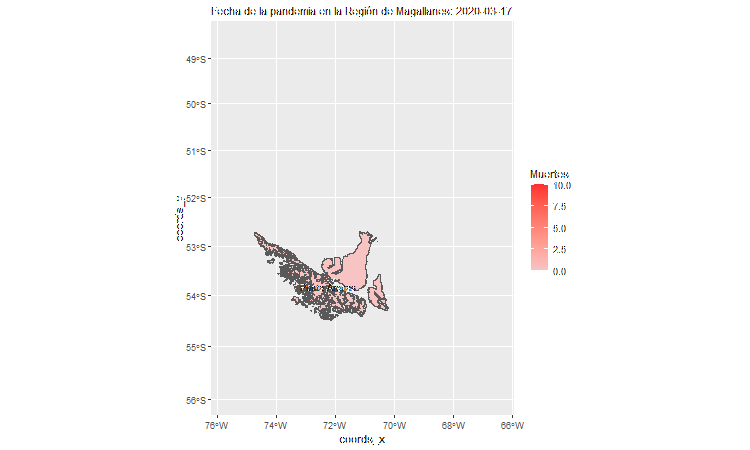 Fecha de la pandemia en la Región de Magallanes: 2020-03-17
49°S
50°S
51°S
52°S
53°S
54°S
55°S
56°S
coords_y
76°W
74°W
72°W
70°W
68°W
66°W
coords_x
Muertes
10.0
7.5
5.0
2.5
0.0